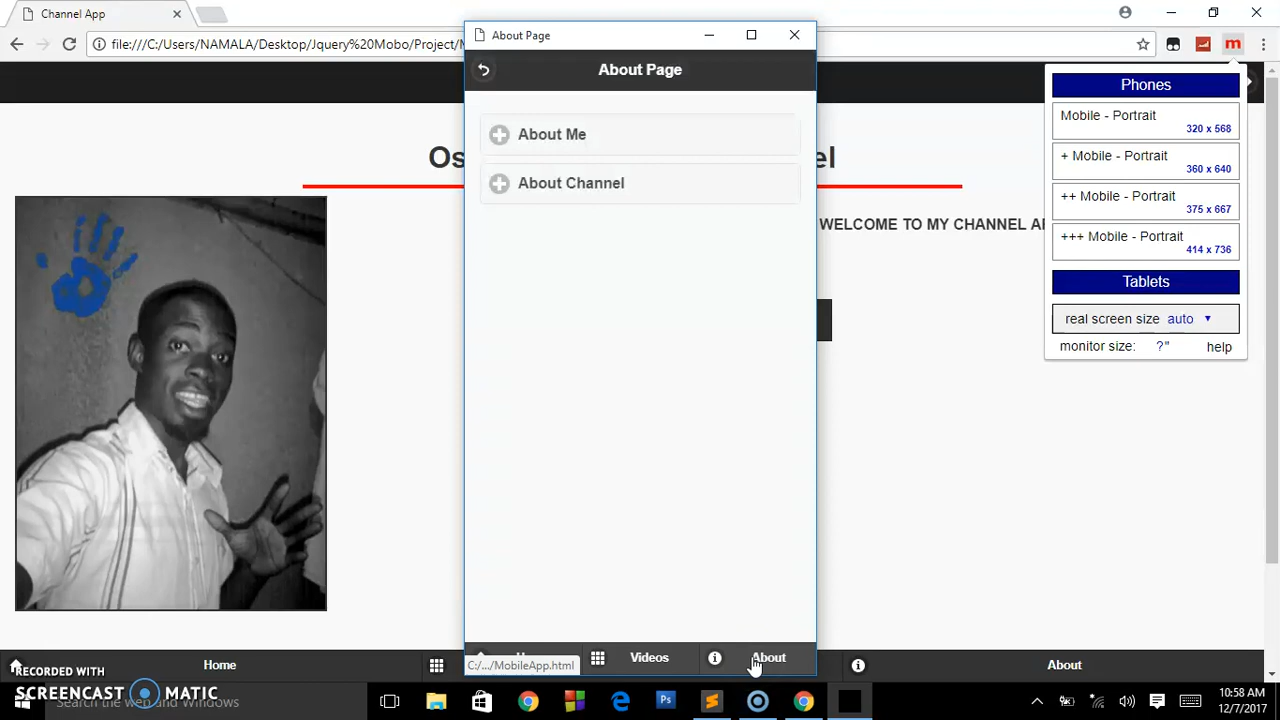 Channel App
file:///C:/Users/NAMALA/Desktop/Jquery%20Mobo/Project/M
Os
el
WELCOME TO MY CHANNEL A
About Page
About Page
About Me
About Channel
C:/.../MobileApp.html
Videos
About
Phones
Mobile - Portrait
320 x 568
+ Mobile - Portrait
360 x 640
++ Mobile - Portrait
375 x 667
+++ Mobile - Portrait
414 x 736
Tablets
real screen size auto
monitor size: ?" help
Home
About
RECORDED WITH
SCREENCAST MATIC
Search the web and Windows
10:58 AM
12/7/2017